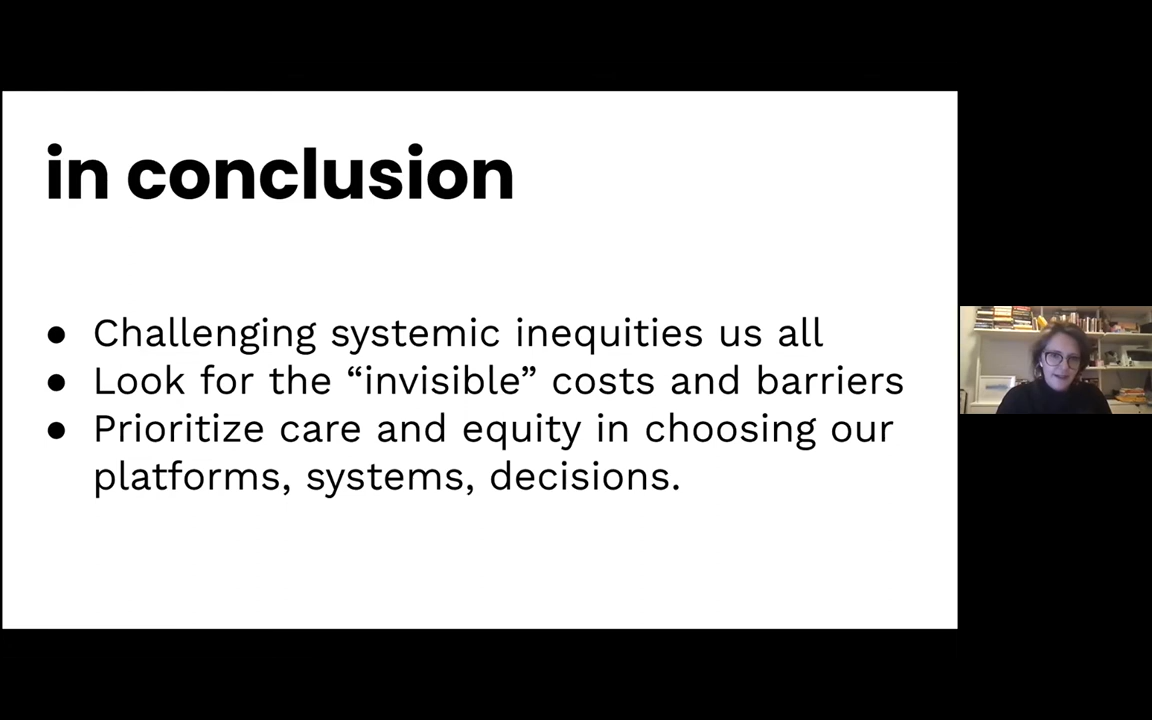 in conclusion
● Challenging systemic inequities us all
● Look for the “invisible” costs and barriers
● Prioritize care and equity in choosing our
platforms, systems, decisions.